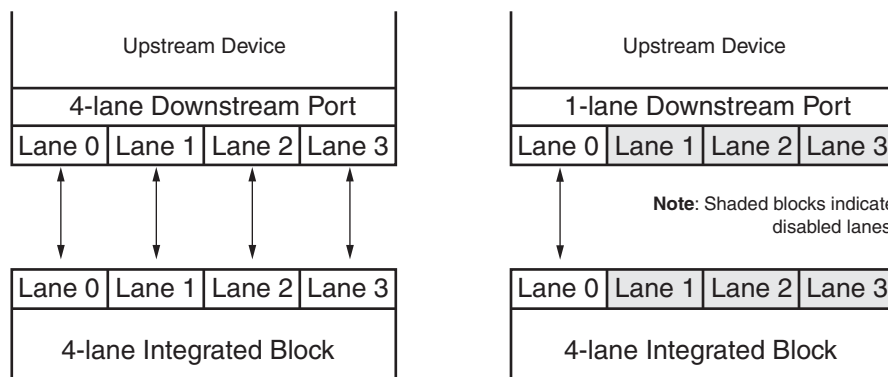 Upstream Device
4-lane Downstream Port
Lane 0 Lane 1 Lane 2 Lane 3
Lane 0 Lane 1 Lane 2 Lane 3
4-lane Integrated Block
Upstream Device
1-lane Downstream Port
Lane 0 Lane 1 Lane 2 Lane 3
Note: Shaded blocks indicate
disabled lanes
Lane 0 Lane 1 Lane 2 Lane 3
4-lane Integrated Block